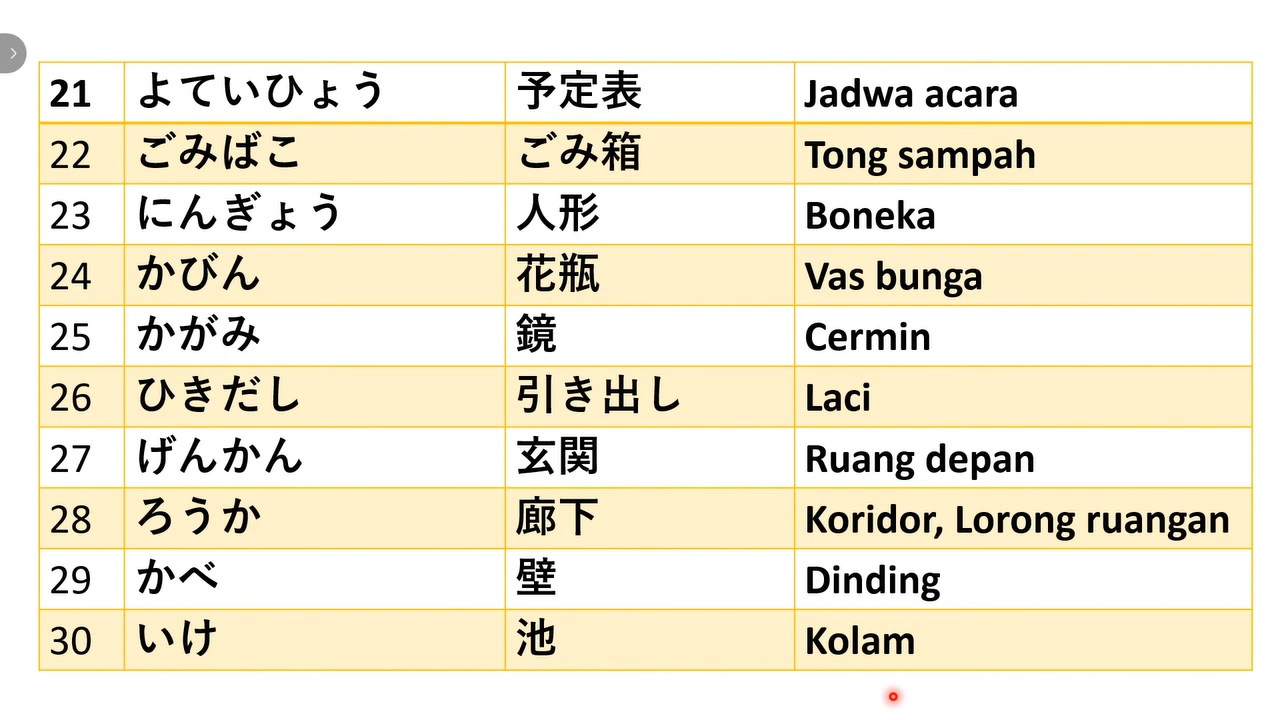 21 よていひょう 予定表 Jadwa acara
22 ごみばこ ごみ箱 Tong sampah
23 にんぎょう 人形 Boneka
24 かびん 花瓶 Vas bunga
25 かがみ 鏡 Cermin
26 ひきだし 引き出し Laci
27 げんかん 玄関 Ruang depan
28 ろうか 廊下 Koridor, Lorong ruangan
29 かべ 壁 Dinding
30 いけ 池 Kolam